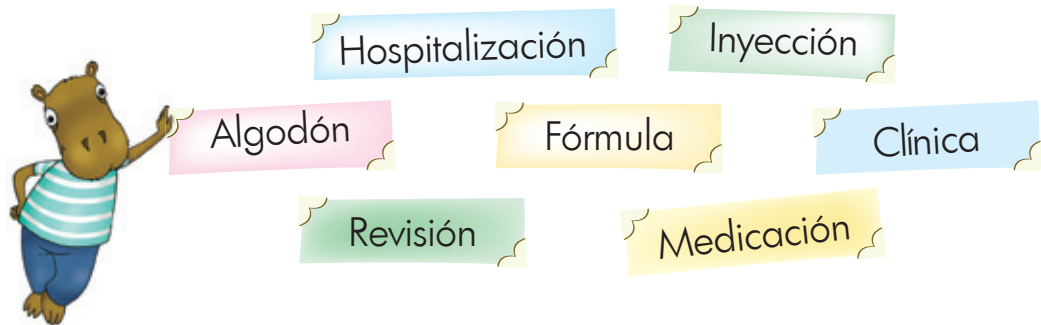 Hospitalización
Inyección
Algodón
Fórmula
Clínica
Revisión
Medicación